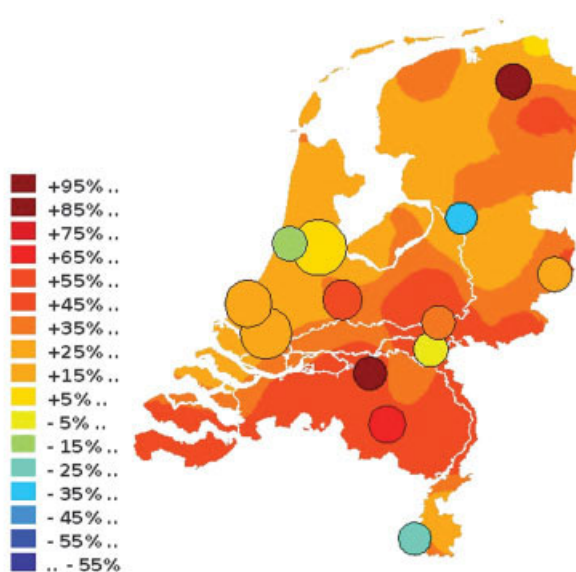 +95% ..
+85% ..
+75% ..
+65% ..
+55% ..
+45% ..
+35% ..
+25% ..
+15% ..
+5% ..
- 5% ..
- 15% ..
- 25% ..
- 35% ..
- 45% ..
- 55% ..
.. - 55%